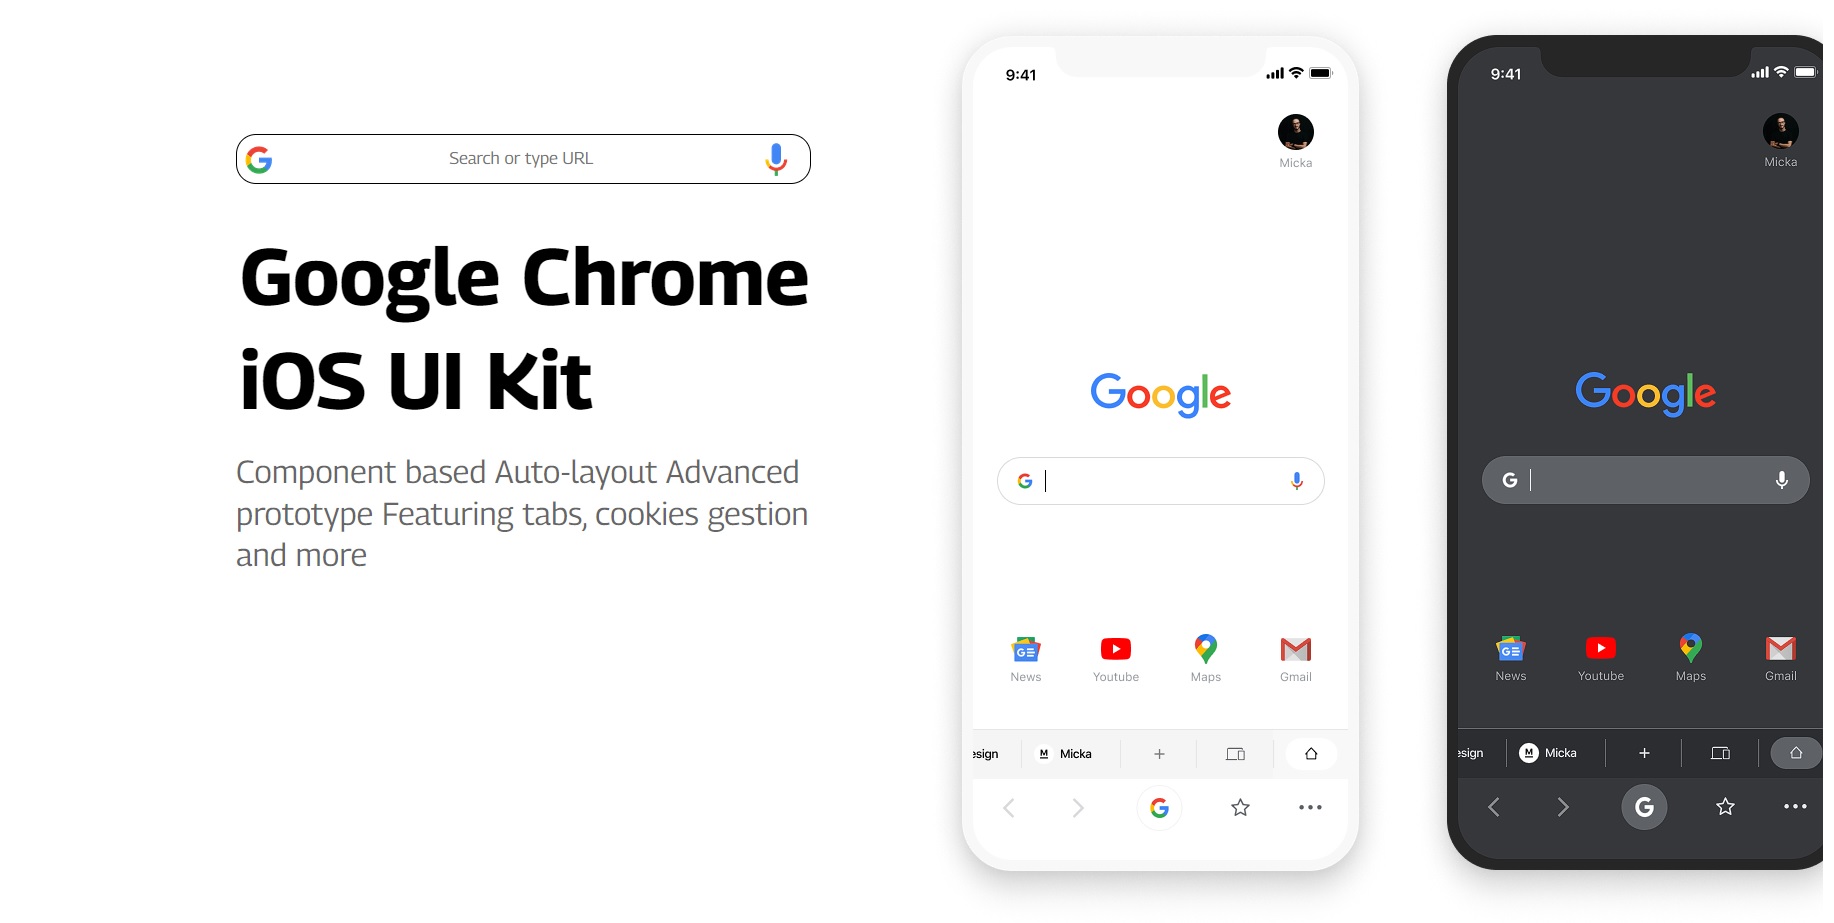 Search or type URL
Google Chrome
iOS UI Kit
Component based Auto-layout Advanced
prototype Featuring tabs, cookies gestion
and more
9:41
Micka
Google
News Youtube Maps Gmail
esign Micka
9:41
Micka
Google
News Youtube Maps Gmail
esign Micka